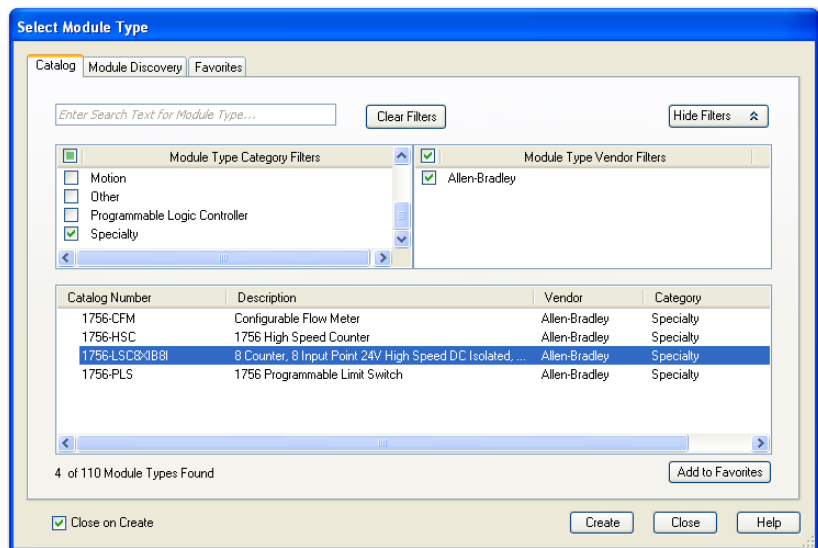 Select Module Type
Catalog Module Discovery Favorites
Enter Search Text for Module Type... Clear Filters Hide Filters
Module Type Category Filters Module Type Vendor Filters
Motion Allen-Bradley
Other
Programmable Logic Controller
Specialty
Catalog Number Description Vendor Category
1756-CFM Configurable Flow Meter Allen-Bradley Specialty
1756-HSC 1756 High Speed Counter Allen-Bradley Specialty
1756-LSC8XIB8I 8 Counter, 8 Input Point 24V High Speed DC Isolated, ... Allen-Bradley Specialty
1756-PLS 1756 Programmable Limit Switch Allen-Bradley Specialty
4 of 110 Module Types Found Add to Favorites
Close on Create Create Close Help